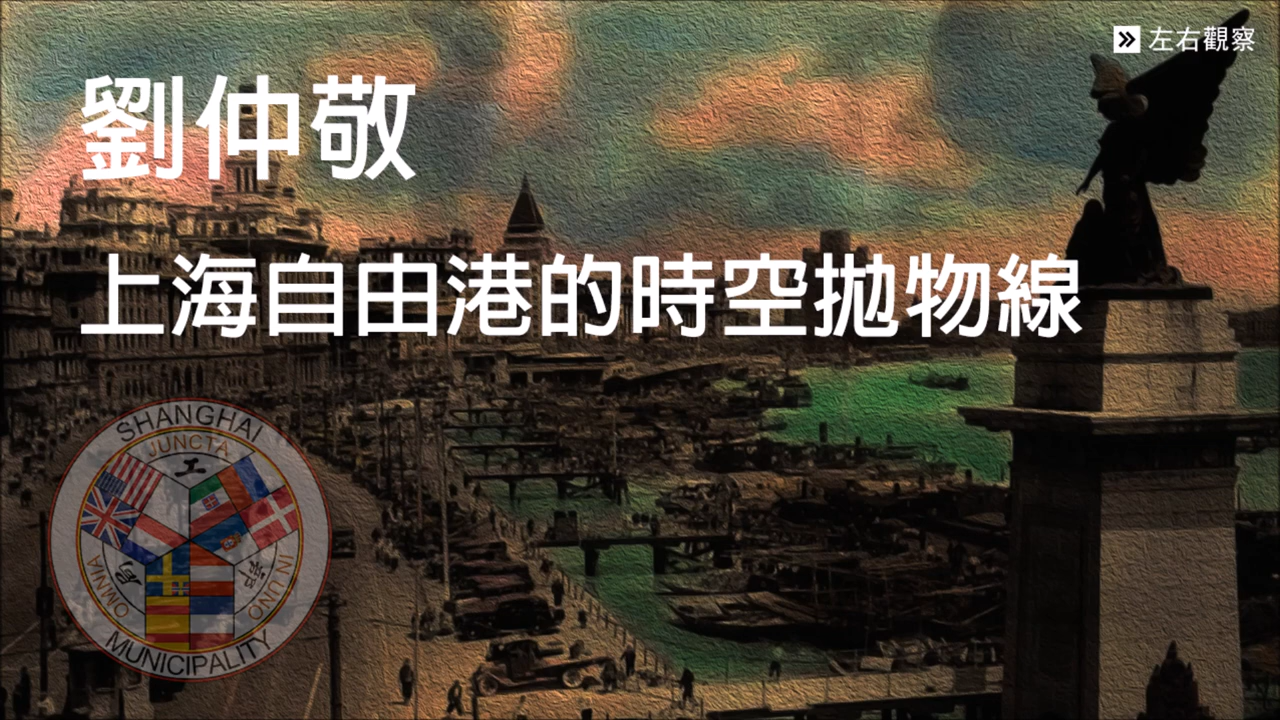 左右觀察
劉仲敬
上海自由港的時空拋物線
SHANGHAI
JUNCTA
IN UNO
OMNIA
MUNICIPALITY